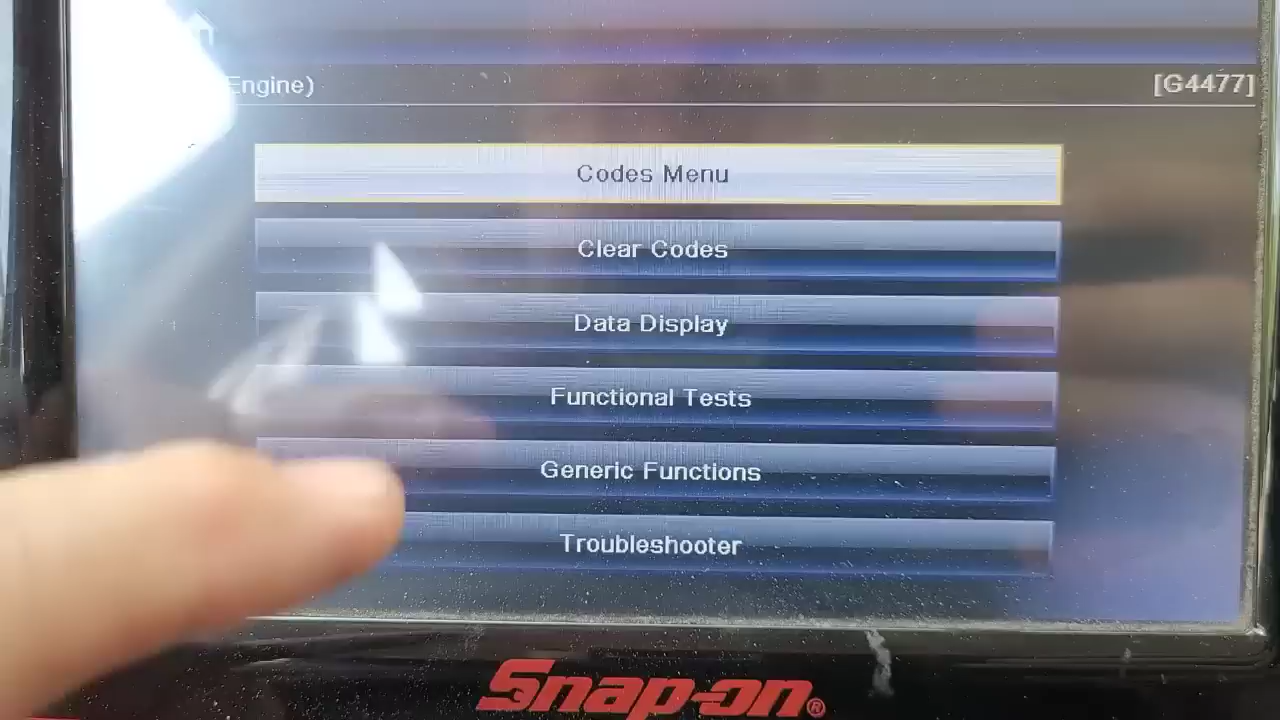 Engine) [G4477]
Codes Menu
Clear Codes
Data Display
Functional Tests
Generic Functions
Troubleshooter
Snap-on®